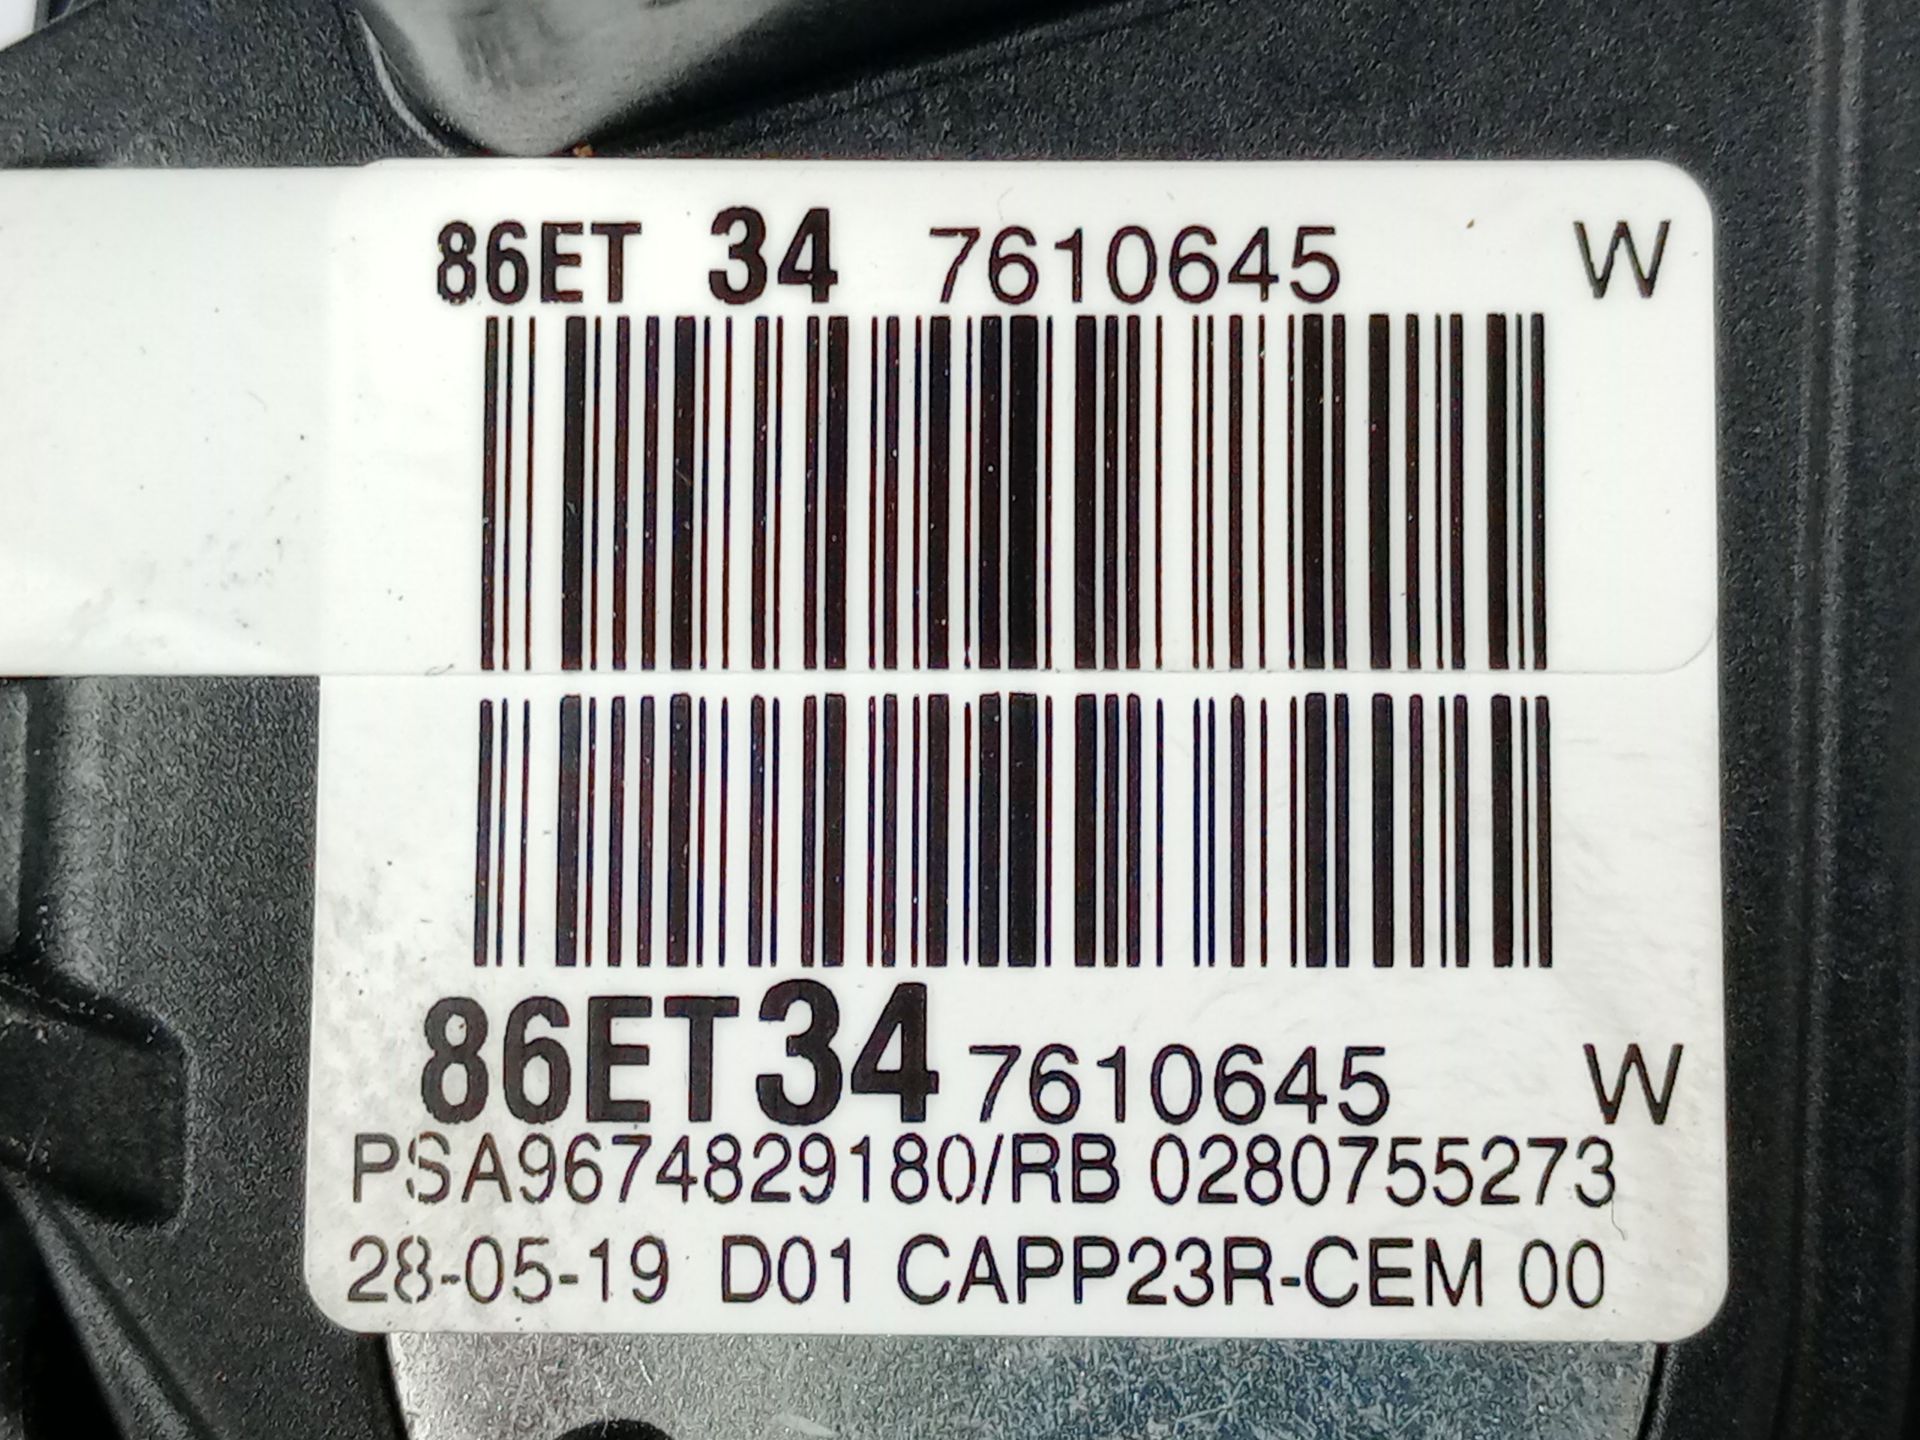 86ET 34 7610645 W
86ET34 7610645 W
PSA9674829180/RB 0280755273
28-05-19 D01 CAPP23R-CEM 00